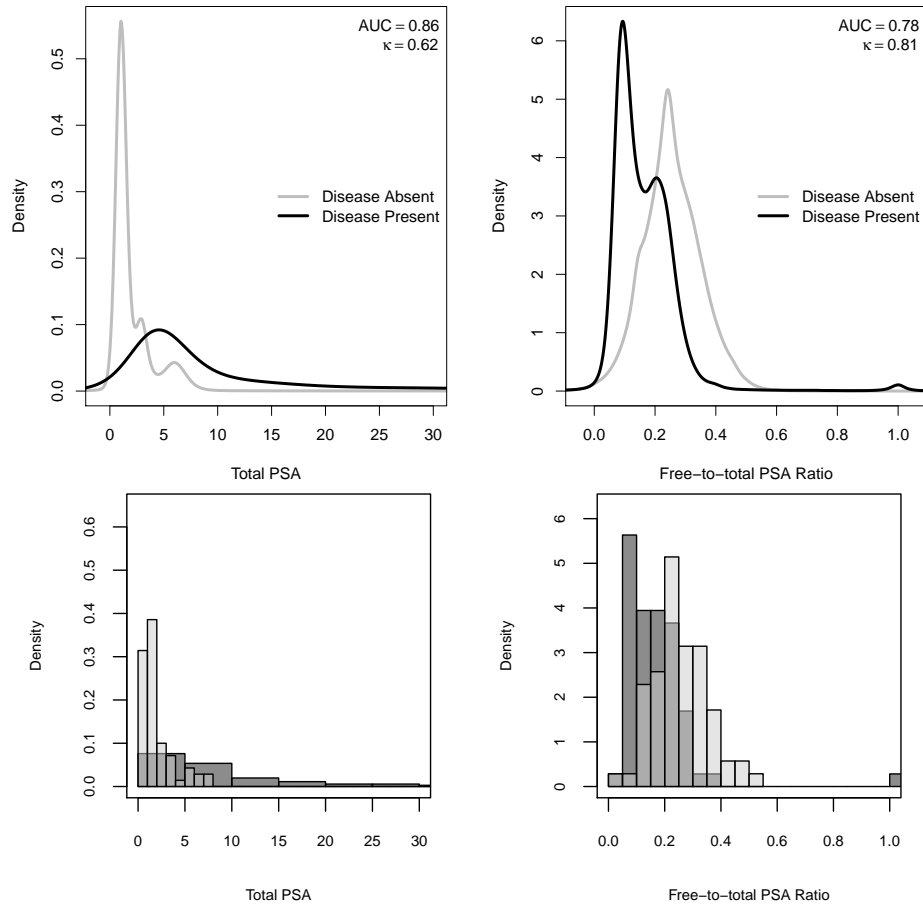 AUC = 0.86
κ = 0.62
Disease Absent
Disease Present
Density
0.0 0.1 0.2 0.3 0.4 0.5
0 5 10 15 20 25 30
Total PSA
AUC = 0.78
κ = 0.81
Disease Absent
Disease Present
Density
0 1 2 3 4 5 6
0.0 0.2 0.4 0.6 0.8 1.0
Free−to−total PSA Ratio
Density
0.0 0.1 0.2 0.3 0.4 0.5 0.6
0 5 10 15 20 25 30
Total PSA
Density
0 1 2 3 4 5 6
0.0 0.2 0.4 0.6 0.8 1.0
Free−to−total PSA Ratio